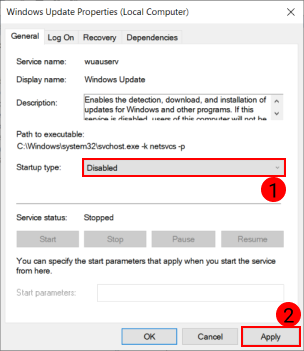 Windows Update Properties (Local Computer)
General Log On Recovery Dependencies
Service name: wuauserv
Display name: Windows Update
Description: Enables the detection, download, and installation of
updates for Windows and other programs. If this
service is disabled, users of this computer will not be
Path to executable:
C:\Windows\system32\svchost.exe -k netsvcs -p
Startup type: Disabled
1
Service status: Stopped
Start Stop Pause Resume
You can specify the start parameters that apply when you start the service
from here.
Start parameters:
2
OK Cancel Apply